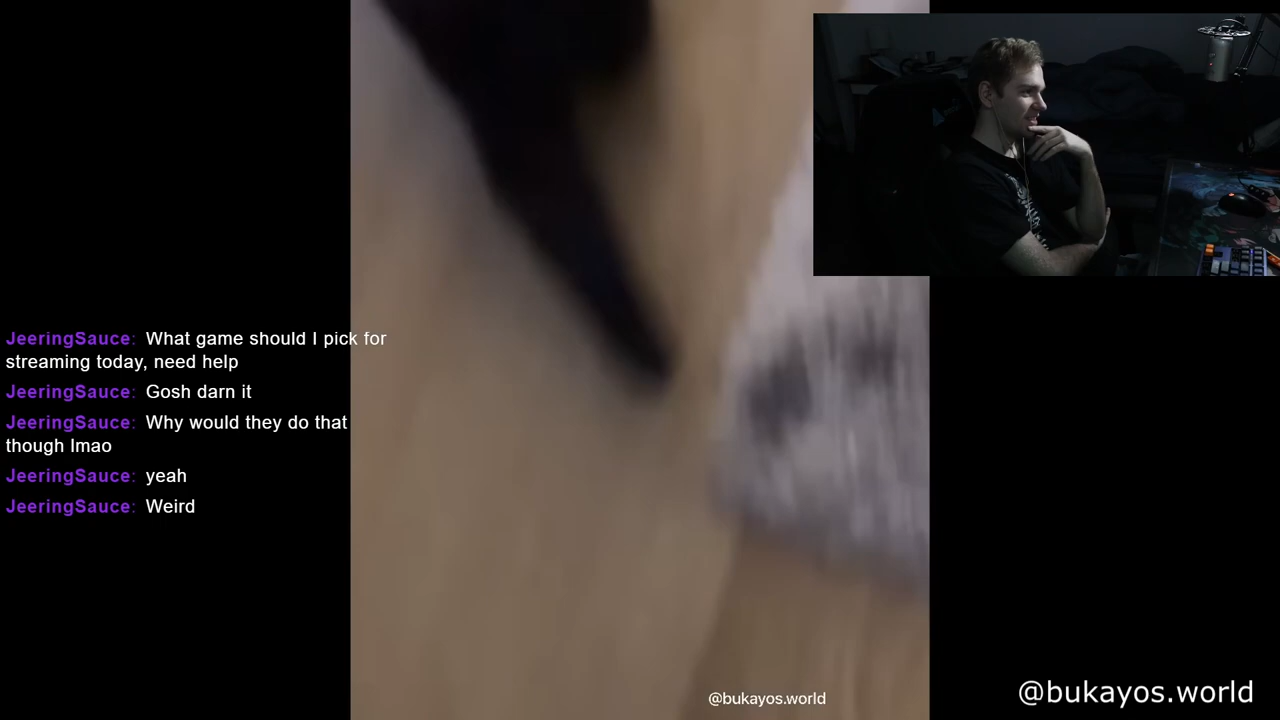 JeeringSauce: What game should I pick for
streaming today, need help
JeeringSauce: Gosh darn it
JeeringSauce: Why would they do that
though lmao
JeeringSauce: yeah
JeeringSauce: Weird
@bukayos.world
@bukayos.world